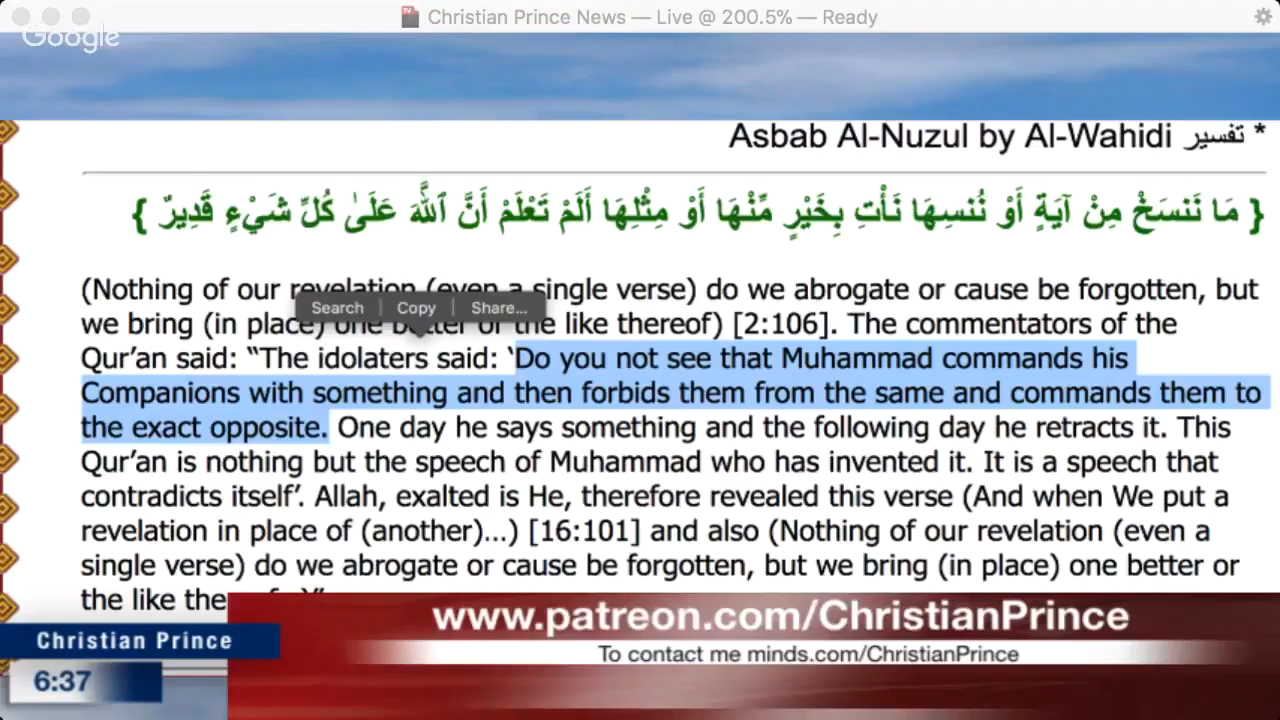 Christian Prince News — Live @ 200.5% — Ready
Google
* تفسير Asbab Al-Nuzul by Al-Wahidi
{ مَا نَنسَخْ مِنْ آيَةٍ أَوْ نُنسِهَا نَأْتِ بِخَيْرٍ مِّنْهَا أَوْ مِثْلِهَا أَلَمْ تَعْلَمْ أَنَّ ٱللَّهَ عَلَىٰ كُلِّ شَيْءٍ قَدِيرٌ }
(Nothing of our revelation (even a single verse) do we abrogate or cause be forgotten, but
Search | Copy | Share...
we bring (in place) one better or the like thereof) [2:106]. The commentators of the
Qur’an said: “The idolaters said: ‘Do you not see that Muhammad commands his
Companions with something and then forbids them from the same and commands them to
the exact opposite. One day he says something and the following day he retracts it. This
Qur’an is nothing but the speech of Muhammad who has invented it. It is a speech that
contradicts itself’. Allah, exalted is He, therefore revealed this verse (And when We put a
revelation in place of (another)…) [16:101] and also (Nothing of our revelation (even a
single verse) do we abrogate or cause be forgotten, but we bring (in place) one better or
the like
www.patreon.com/ChristianPrince
Christian Prince
To contact me minds.com/ChristianPrince
6:37